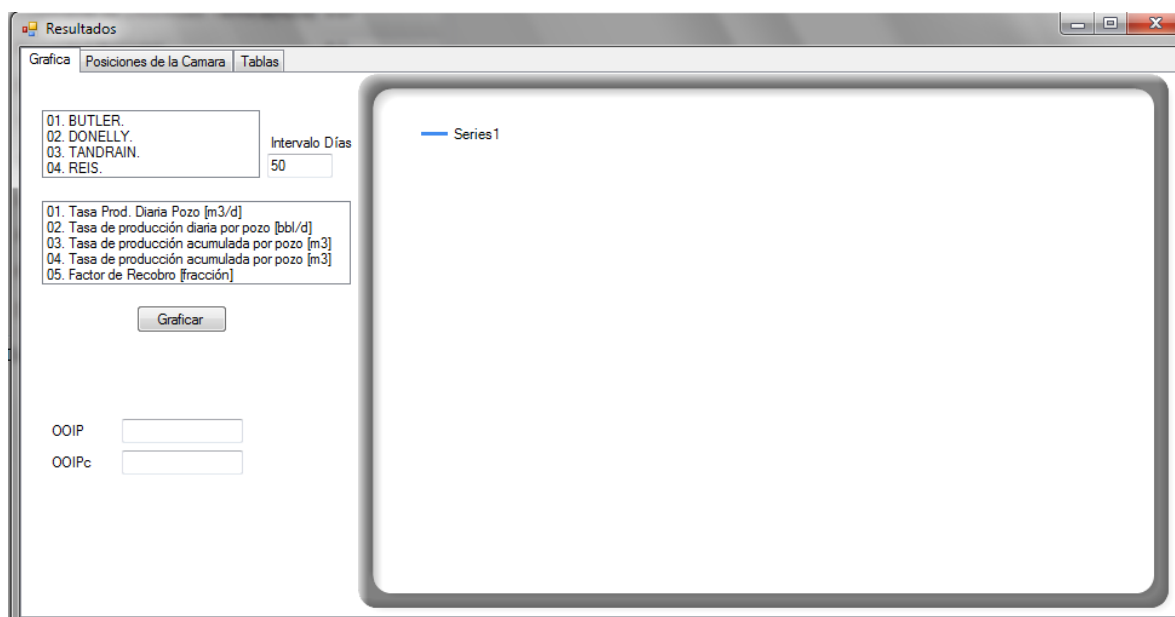 Resultados
Grafica Posiciones de la Camara Tablas
01. BUTLER.
02. DONELLY.
03. TANDRAIN.
04. REIS.
Intervalo Días
50
01. Tasa Prod. Diaria Pozo [m3/d]
02. Tasa de producción diaria por pozo [bbl/d]
03. Tasa de producción acumulada por pozo [m3]
04. Tasa de producción acumulada por pozo [m3]
05. Factor de Recobro [fracción]
Graficar
OOIP
OOIPc
Series1